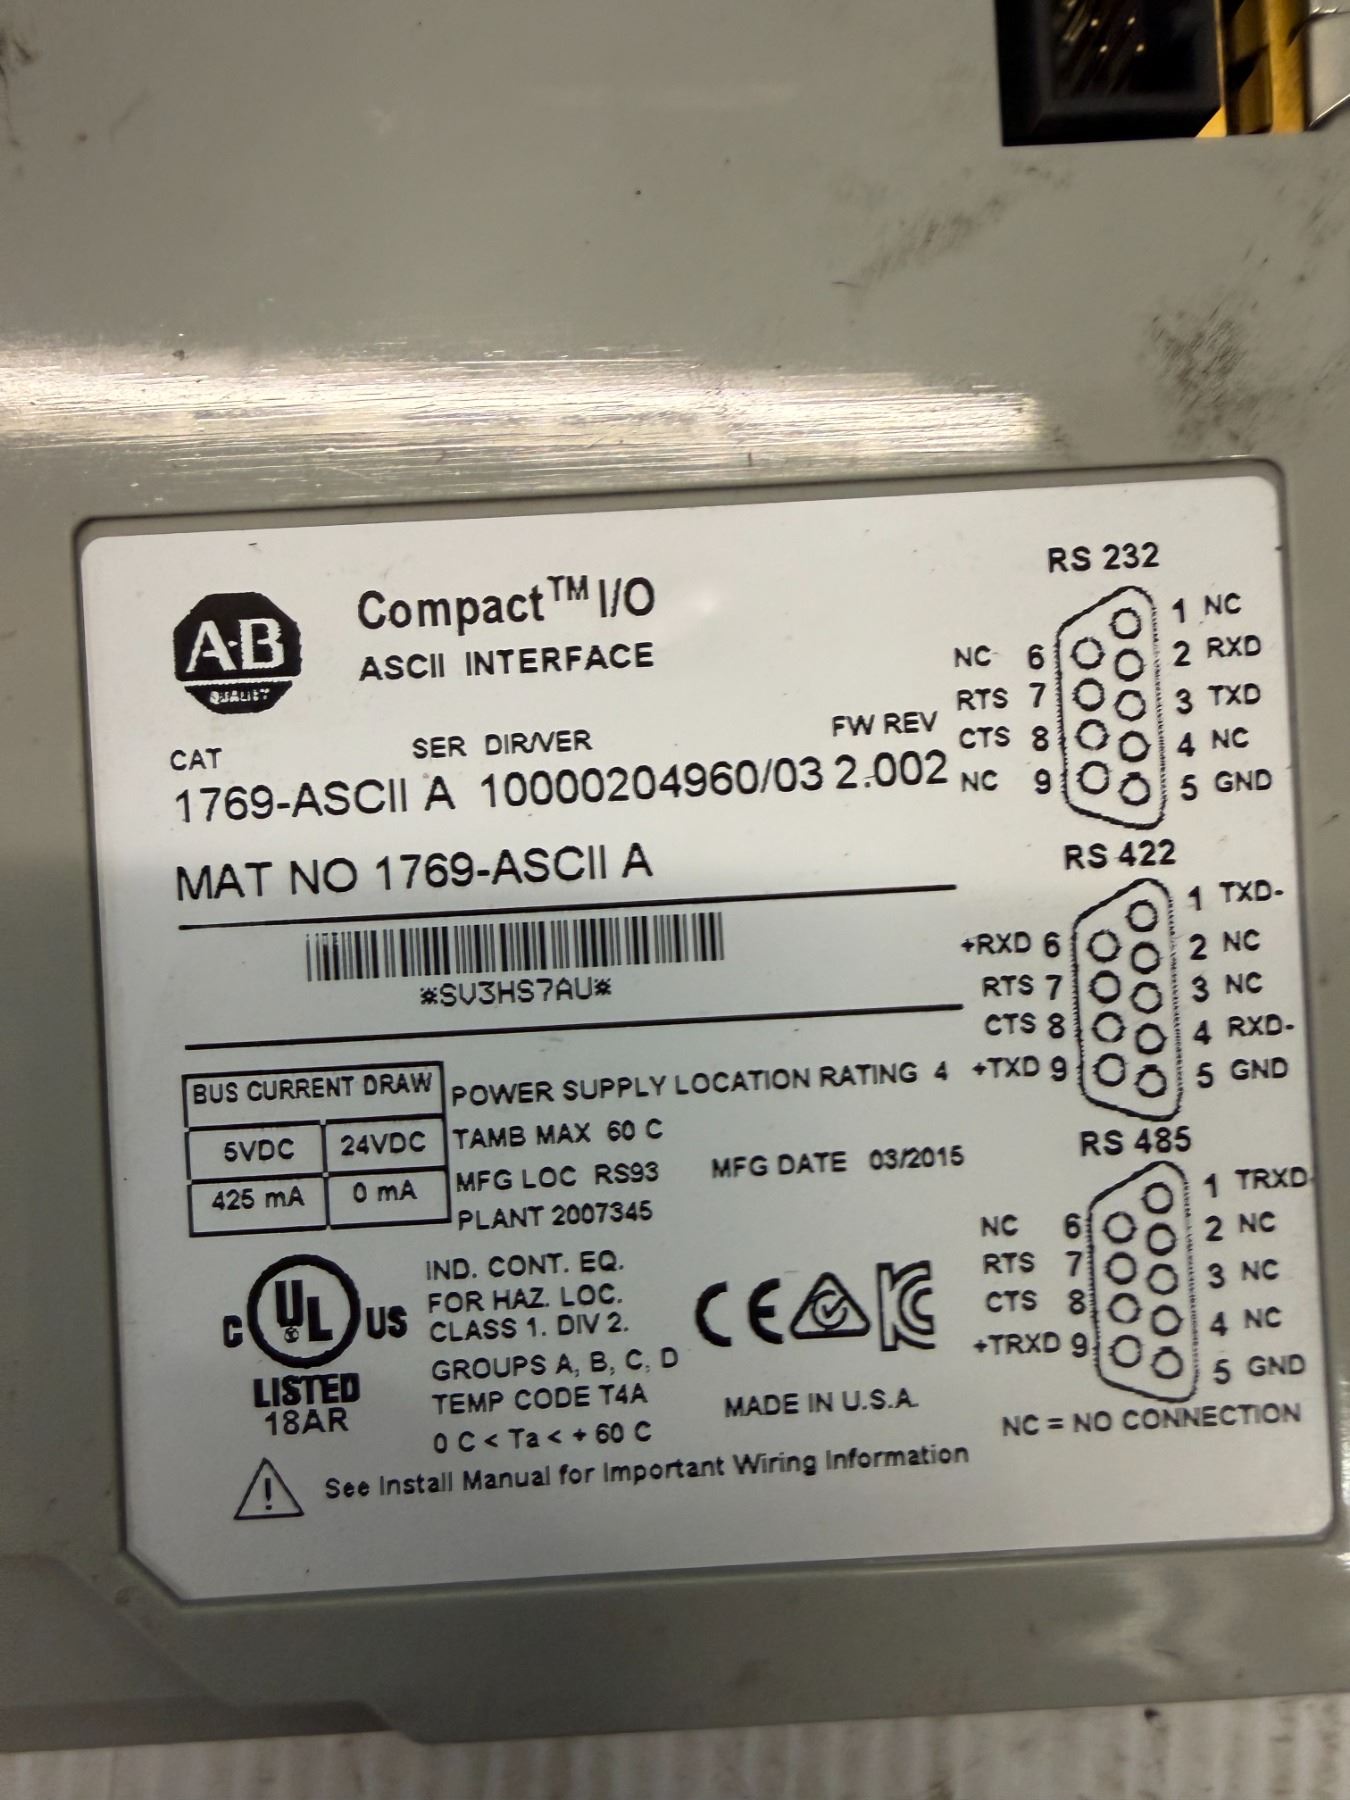 A-B
QUALITY
Compact™ I/O
ASCII INTERFACE
CAT SER DIR/VER FW REV
1769-ASCII A 10000204960/03 2.002
MAT NO 1769-ASCII A
*SV3HS7AU*
BUS CURRENT DRAW
5VDC 24VDC
425 mA 0 mA
POWER SUPPLY LOCATION RATING 4
TAMB MAX 60 C
MFG LOC RS93 MFG DATE 03/2015
PLANT 2007345
C UL US
LISTED
18AR
IND. CONT. EQ.
FOR HAZ. LOC.
CLASS 1. DIV 2.
GROUPS A, B, C, D
TEMP CODE T4A
0 C < Ta < + 60 C
CE KC
MADE IN U.S.A.
! See Install Manual for Important Wiring Information
RS 232
1 NC
NC 6 2 RXD
RTS 7 3 TXD
CTS 8 4 NC
NC 9 5 GND
RS 422
1 TXD-
+RXD 6 2 NC
RTS 7 3 NC
CTS 8 4 RXD-
+TXD 9 5 GND
RS 485
1 TRXD-
NC 6 2 NC
RTS 7 3 NC
CTS 8 4 NC
+TRXD 9 5 GND
NC = NO CONNECTION